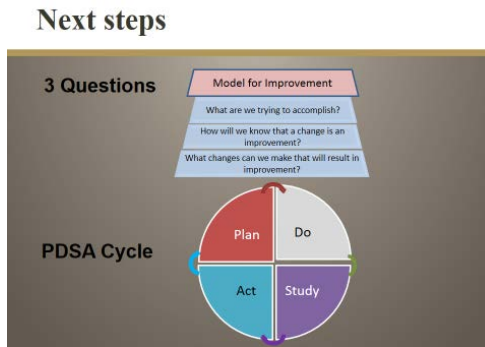 Next steps
3 Questions
Model for Improvement
What are we trying to accomplish?
How will we know that a change is an
improvement?
What changes can we make that will result in
improvement?
PDSA Cycle
Plan
Do
Act
Study